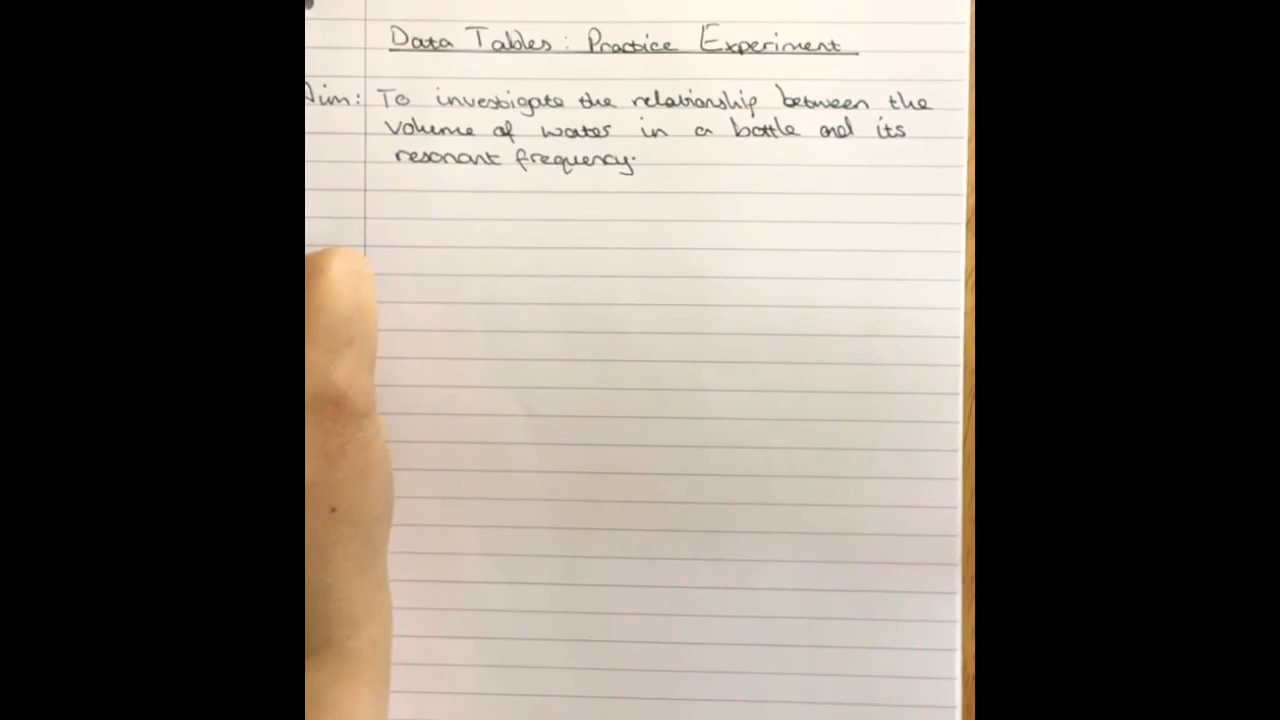 Data Tables: Practice Experiment
Aim: To investigate the relationship between the
volume of water in a bottle and its
resonant frequency.